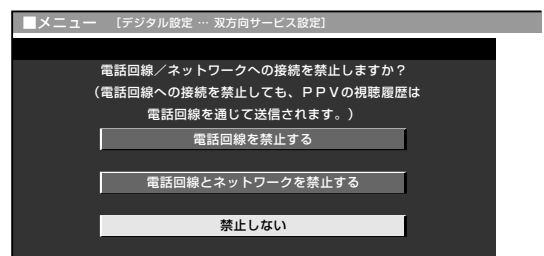 ■メニュー ［デジタル設定 … 双方向サービス設定］
電話回線／ネットワークへの接続を禁止しますか？
（電話回線への接続を禁止しても、ＰＰＶの視聴履歴は
電話回線を通じて送信されます。）
電話回線を禁止する
電話回線とネットワークを禁止する
禁止しない